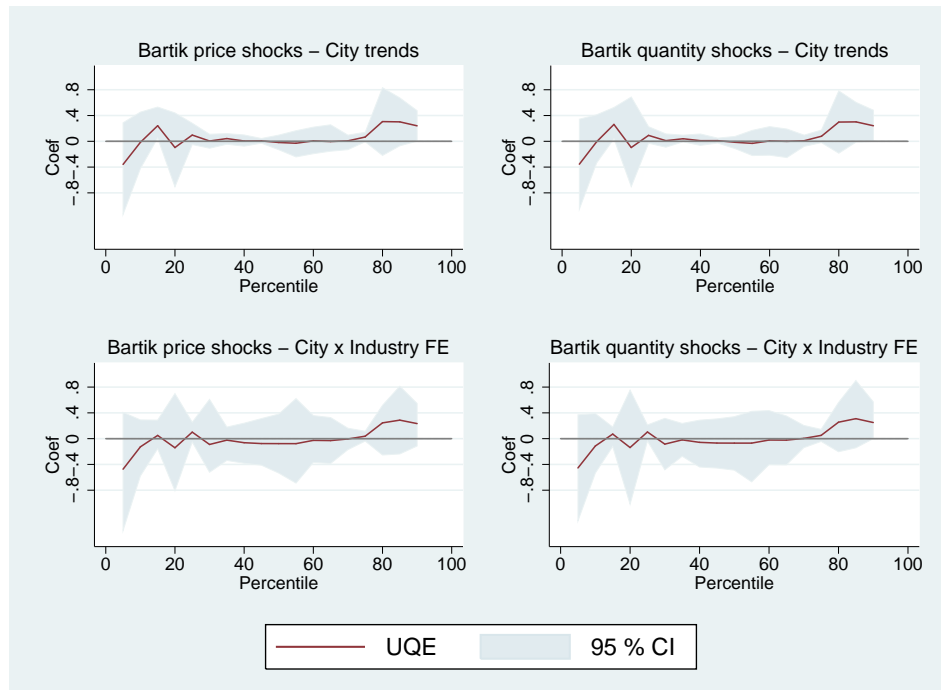 Bartik price shocks – City trends
Coef
.8
.4
0
-.4
-.8
0 20 40 60 80 100
Percentile
Bartik quantity shocks – City trends
Coef
.8
.4
0
-.4
-.8
0 20 40 60 80 100
Percentile
Bartik price shocks – City x Industry FE
Coef
.8
.4
0
-.4
-.8
0 20 40 60 80 100
Percentile
Bartik quantity shocks – City x Industry FE
Coef
.8
.4
0
-.4
-.8
0 20 40 60 80 100
Percentile
UQE 95 % CI